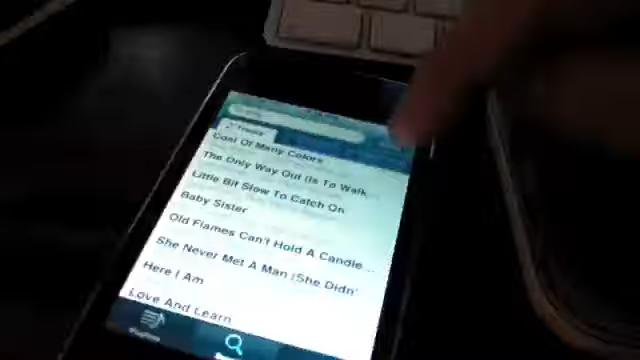 Tracks
Coat Of Many Colors
The Only Way Out (Is To Walk...
Little Bit Slow To Catch On
Baby Sister
Old Flames Can't Hold A Candle...
She Never Met A Man (She Didn'
Here I Am
Love And Learn